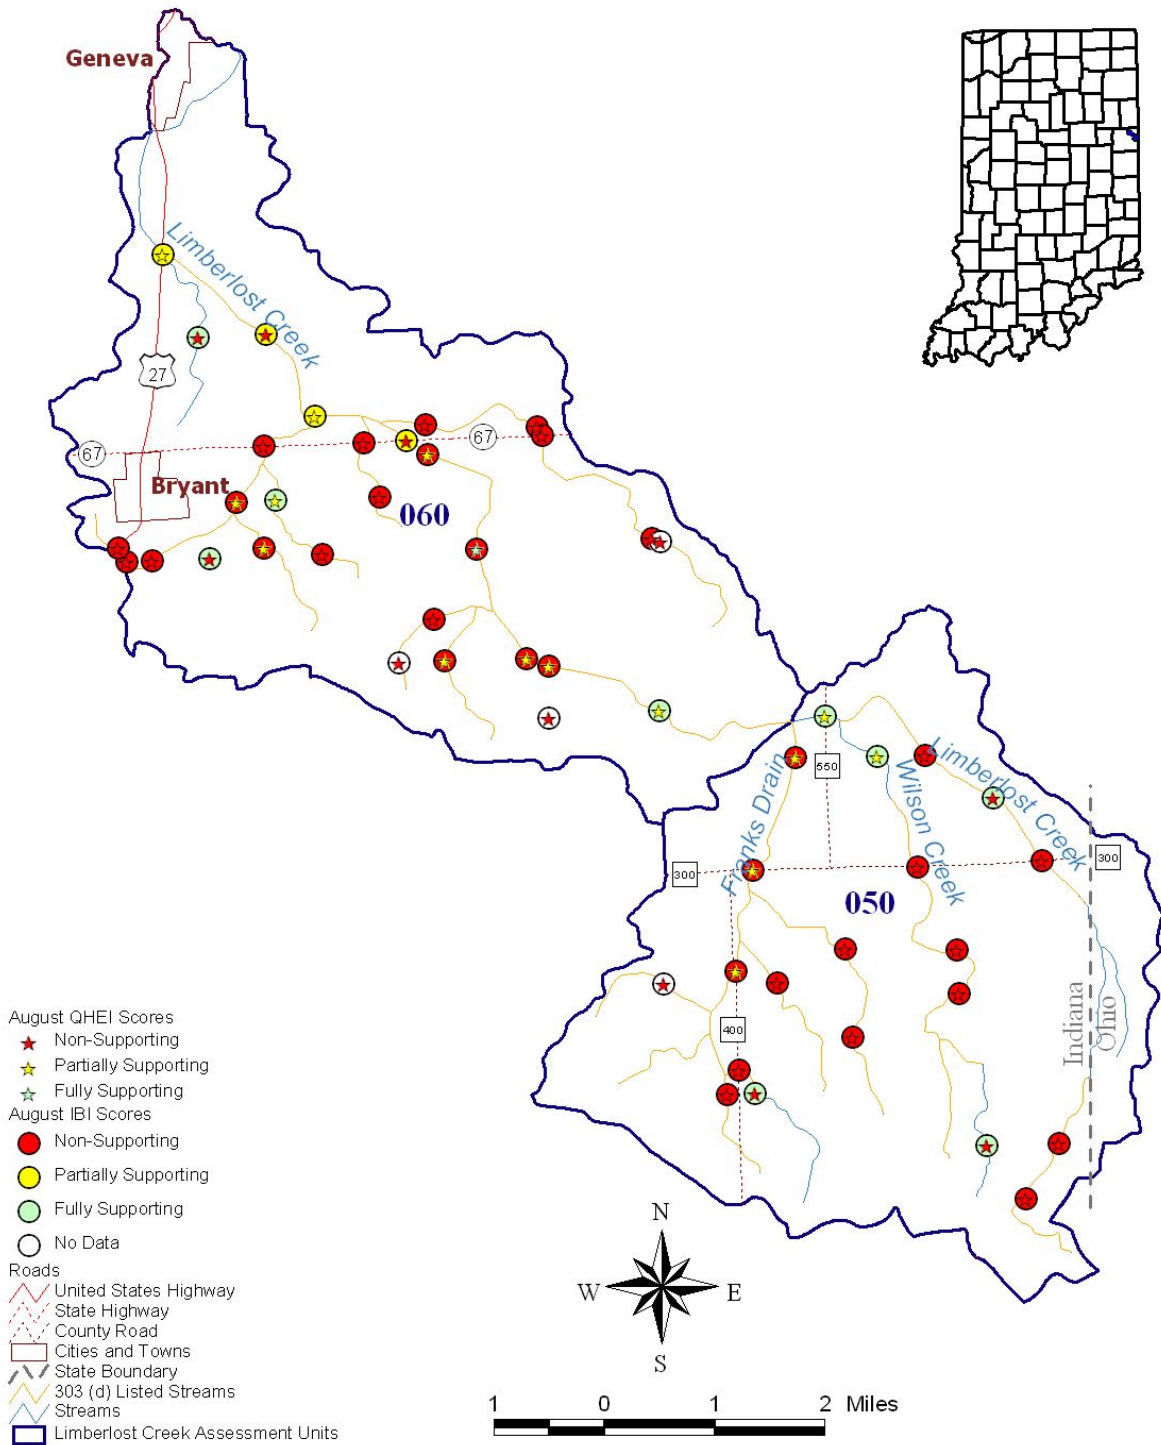 Geneva
Limberlost Creek
27
67
67
Bryant
060
550
Limberlost Creek
Wilson Creek
Franks Drain
300
300
050
400
Indiana
Ohio
August QHEI Scores
Non-Supporting
Partially Supporting
Fully Supporting
August IBI Scores
Non-Supporting
Partially Supporting
Fully Supporting
No Data
Roads
United States Highway
State Highway
County Road
Cities and Towns
State Boundary
303 (d) Listed Streams
Streams
Limberlost Creek Assessment Units
N
W E
S
1 0 1 2 Miles